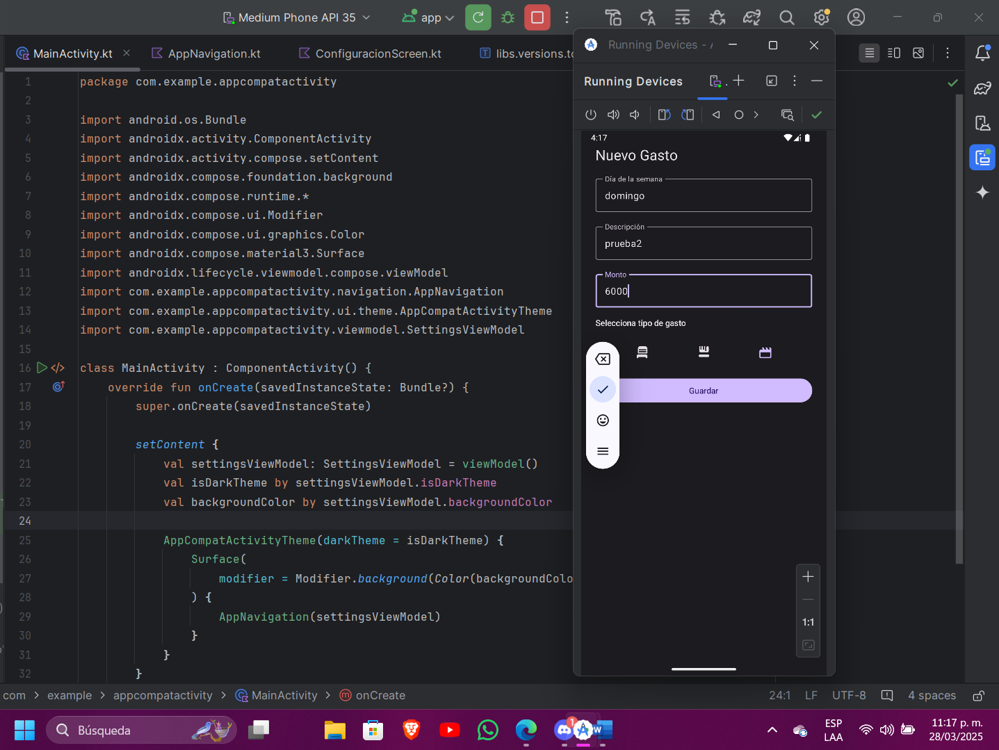 Medium Phone API 35
app
MainActivity.kt
AppNavigation.kt
ConfiguracionScreen.kt
libs.versions.to
1 package com.example.appcompatactivity
2
3 import android.os.Bundle
4 import androidx.activity.ComponentActivity
5 import androidx.activity.compose.setContent
6 import androidx.compose.foundation.background
7 import androidx.compose.runtime.*
8 import androidx.compose.ui.Modifier
9 import androidx.compose.ui.graphics.Color
10 import androidx.compose.material3.Surface
11 import androidx.lifecycle.viewmodel.compose.viewModel
12 import com.example.appcompatactivity.navigation.AppNavigation
13 import com.example.appcompatactivity.ui.theme.AppCompatActivityTheme
14 import com.example.appcompatactivity.viewmodel.SettingsViewModel
15
16 class MainActivity : ComponentActivity() {
17 override fun onCreate(savedInstanceState: Bundle?) {
18 super.onCreate(savedInstanceState)
19
20 setContent {
21 val settingsViewModel: SettingsViewModel = viewModel()
22 val isDarkTheme by settingsViewModel.isDarkTheme
23 val backgroundColor by settingsViewModel.backgroundColor
24
25 AppCompatActivityTheme(darkTheme = isDarkTheme) {
26 Surface(
27 modifier = Modifier.background(Color(backgroundColo
28 ) {
29 AppNavigation(settingsViewModel)
30 }
31 }
32 }
Running Devices - A
Running Devices
4:17
Nuevo Gasto
Día de la semana
domingo
Descripción
prueba2
Monto
6000
Selecciona tipo de gasto
Guardar
1:1
com > example > appcompatactivity > MainActivity > onCreate
24:1 LF UTF-8 4 spaces
Búsqueda
1
W
ESP
LAA
11:17 p. m.
28/03/2025